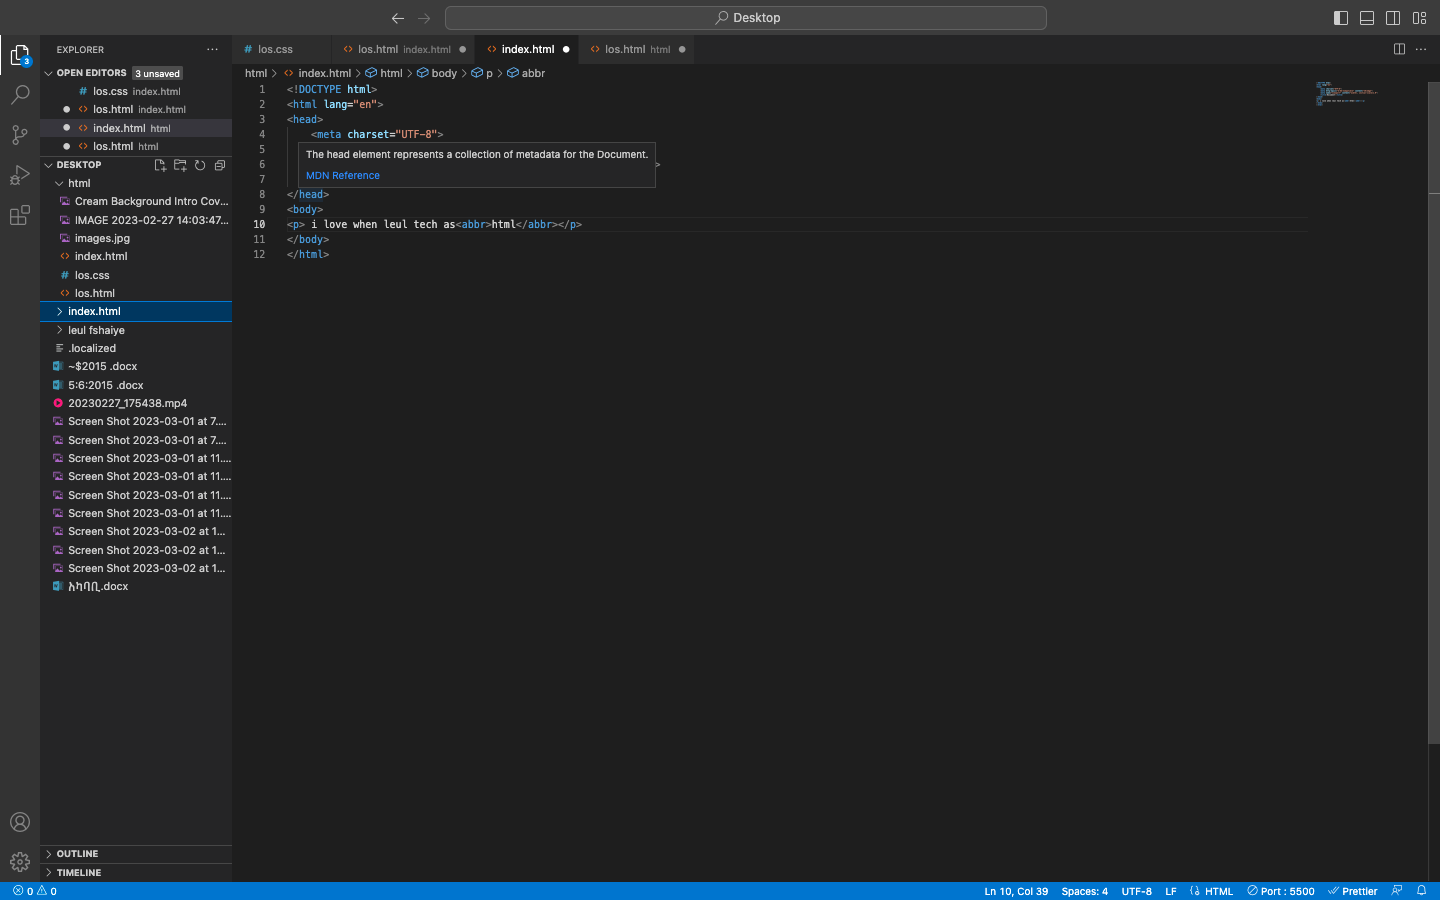 Desktop
EXPLORER
OPEN EDITORS 3 unsaved
los.css index.html
los.html index.html
index.html html
los.html html
DESKTOP
html
Cream Background Intro Cov...
IMAGE 2023-02-27 14:03:47...
images.jpg
index.html
los.css
los.html
index.html
leul fshaiye
.localized
~$2015 .docx
5:6:2015 .docx
20230227_175438.mp4
Screen Shot 2023-03-01 at 7....
Screen Shot 2023-03-01 at 7....
Screen Shot 2023-03-01 at 11....
Screen Shot 2023-03-01 at 11....
Screen Shot 2023-03-01 at 11....
Screen Shot 2023-03-01 at 11....
Screen Shot 2023-03-02 at 1...
Screen Shot 2023-03-02 at 1...
Screen Shot 2023-03-02 at 1...
አካባቢ.docx
OUTLINE
TIMELINE
los.css los.html index.html index.html los.html html
html > index.html > html > body > p > abbr
1 <!DOCTYPE html>
2 <html lang="en">
3 <head>
4 <meta charset="UTF-8">
5
6 >
7
The head element represents a collection of metadata for the Document.
MDN Reference
8 </head>
9 <body>
10 <p> i love when leul tech as<abbr>html</abbr></p>
11 </body>
12 </html>
3
0 0 Ln 10, Col 39 Spaces: 4 UTF-8 LF HTML Port : 5500 Prettier